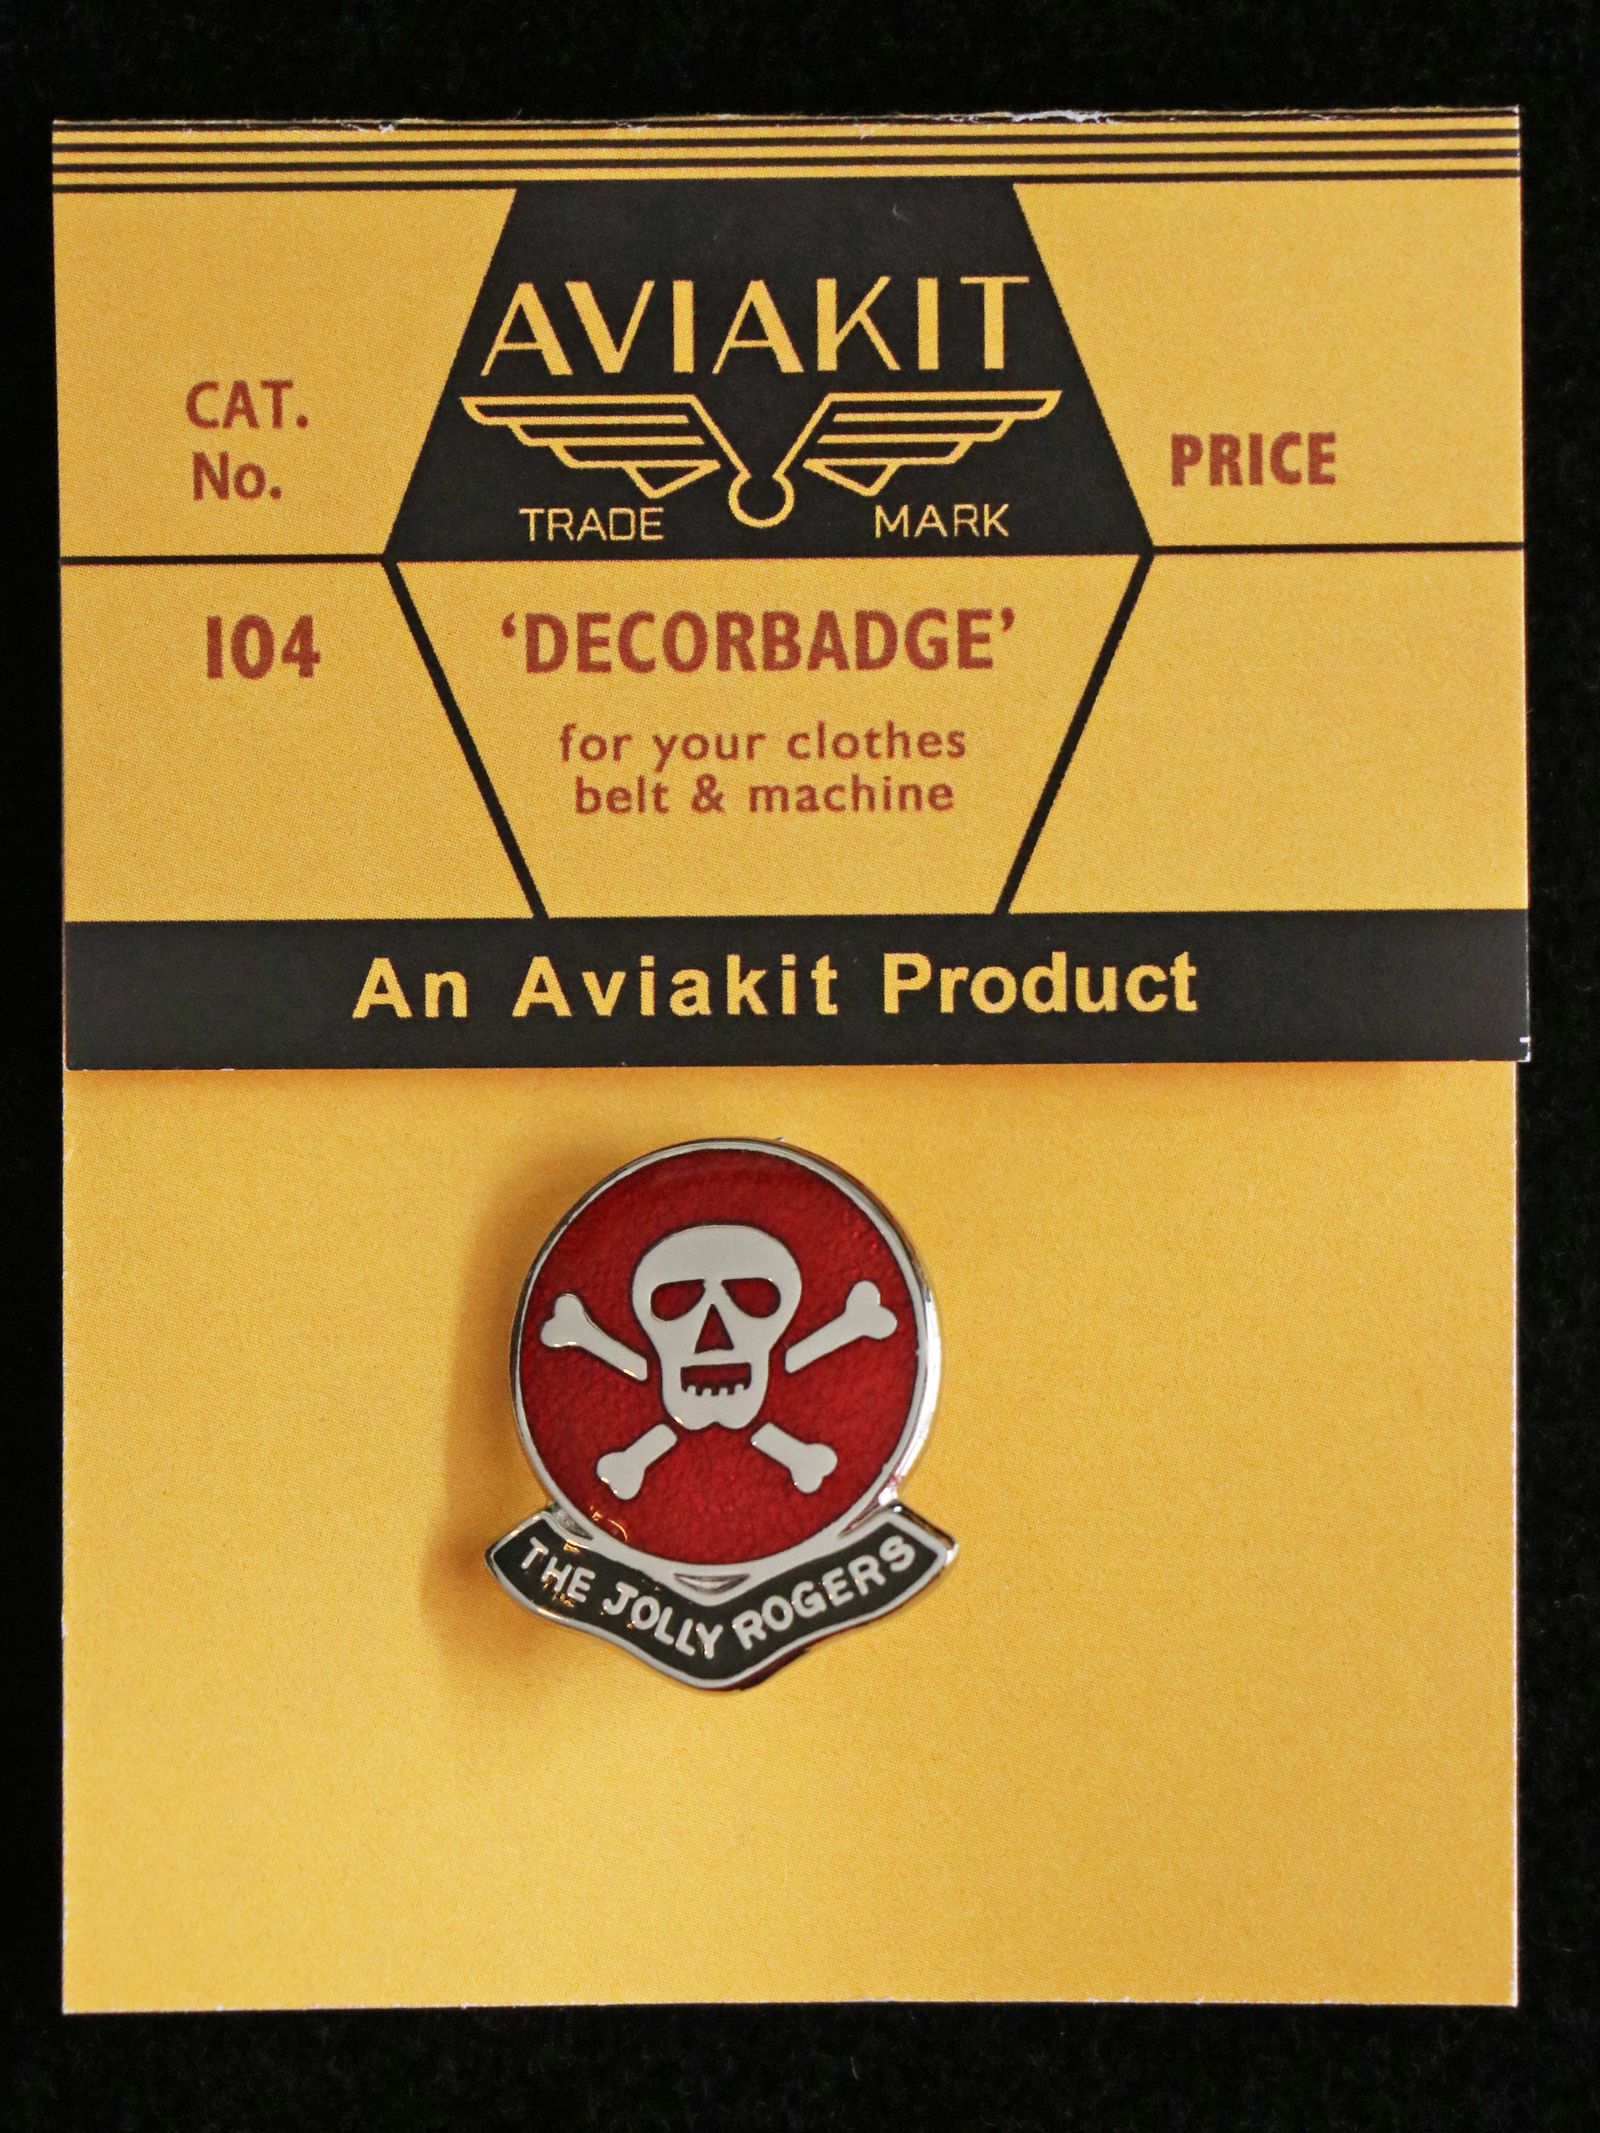 AVIAKIT
TRADE MARK
CAT.
No.
PRICE
104
‘DECORBADGE’
for your clothes
belt & machine
An Aviakit Product
THE JOLLY ROGERS